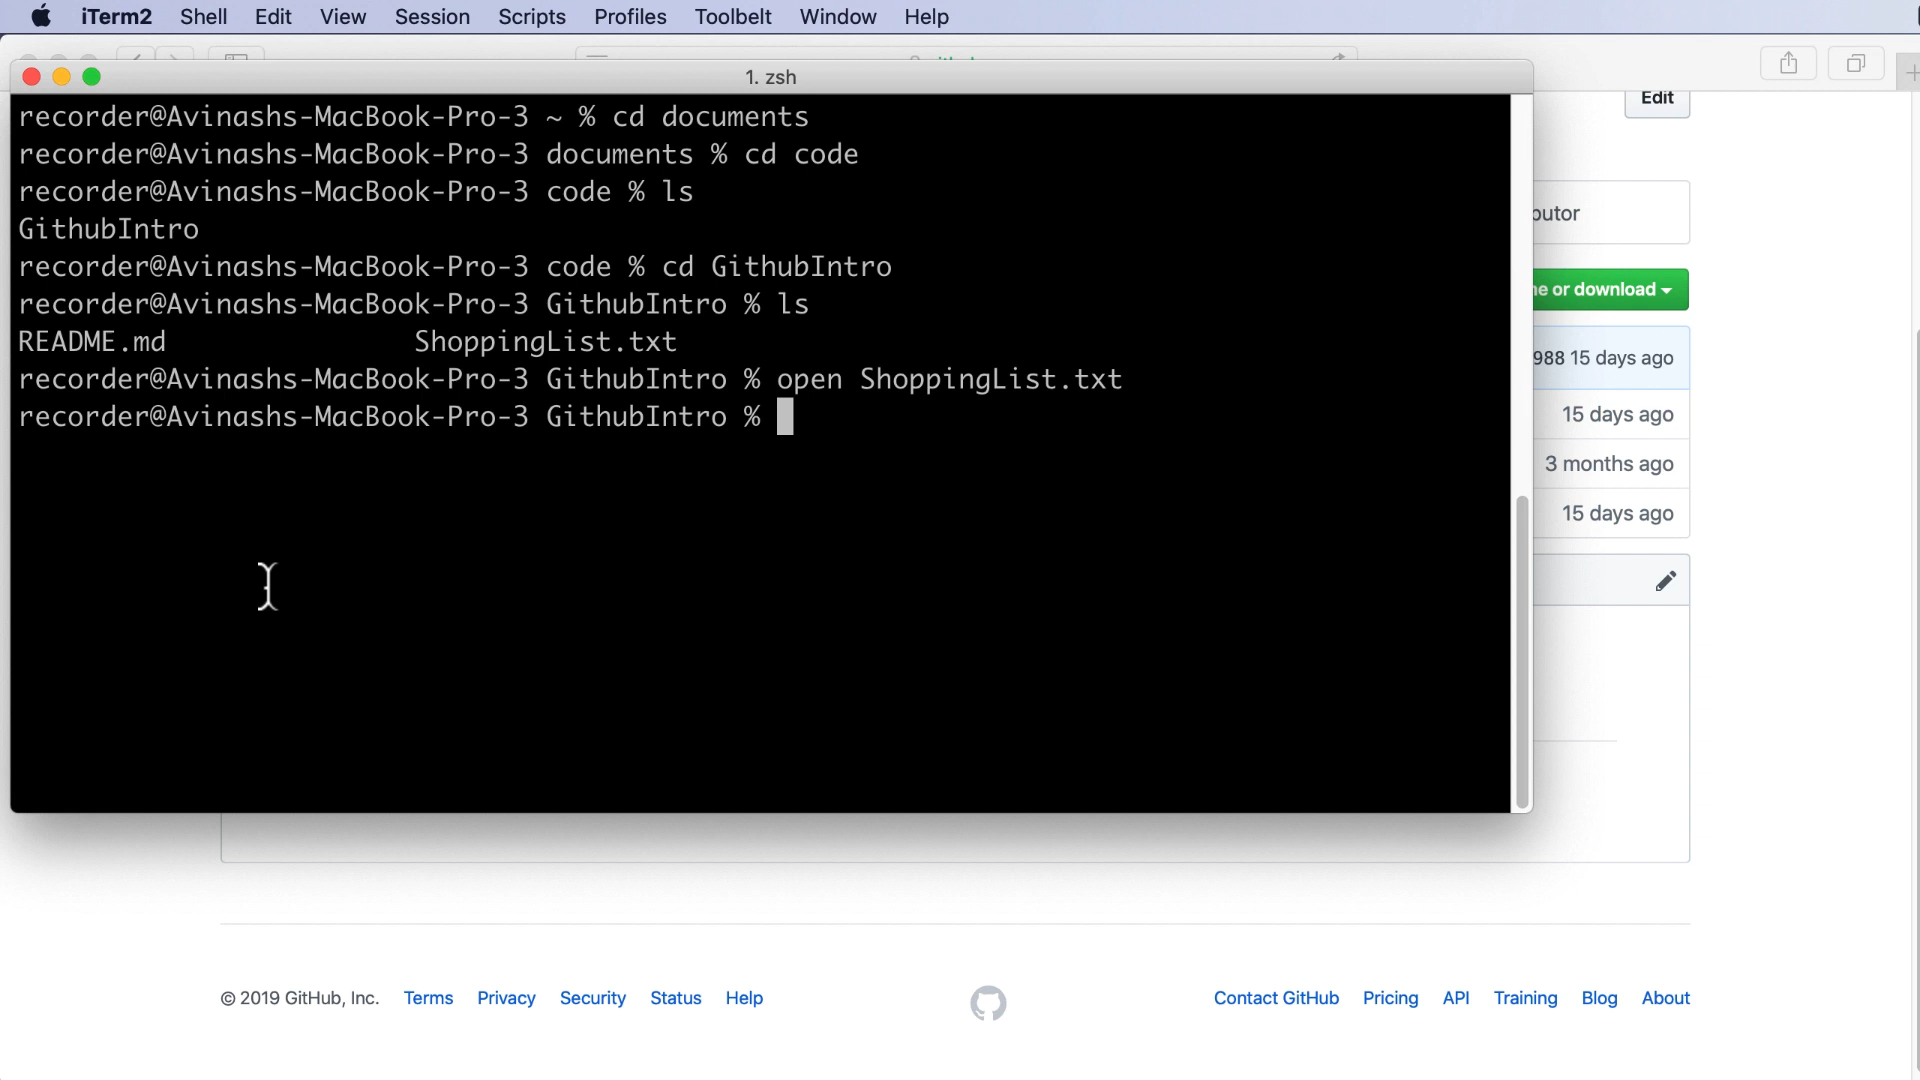 iTerm2 Shell Edit View Session Scripts Profiles Toolbelt Window Help
1. zsh
Edit
recorder@Avinashs-MacBook-Pro-3 ~ % cd documents
recorder@Avinashs-MacBook-Pro-3 documents % cd code
recorder@Avinashs-MacBook-Pro-3 code % ls
GithubIntro
butor
recorder@Avinashs-MacBook-Pro-3 code % cd GithubIntro
recorder@Avinashs-MacBook-Pro-3 GithubIntro % ls
ne or download
README.md ShoppingList.txt
988 15 days ago
recorder@Avinashs-MacBook-Pro-3 GithubIntro % open ShoppingList.txt
recorder@Avinashs-MacBook-Pro-3 GithubIntro %
15 days ago
3 months ago
15 days ago
© 2019 GitHub, Inc. Terms Privacy Security Status Help Contact GitHub Pricing API Training Blog About